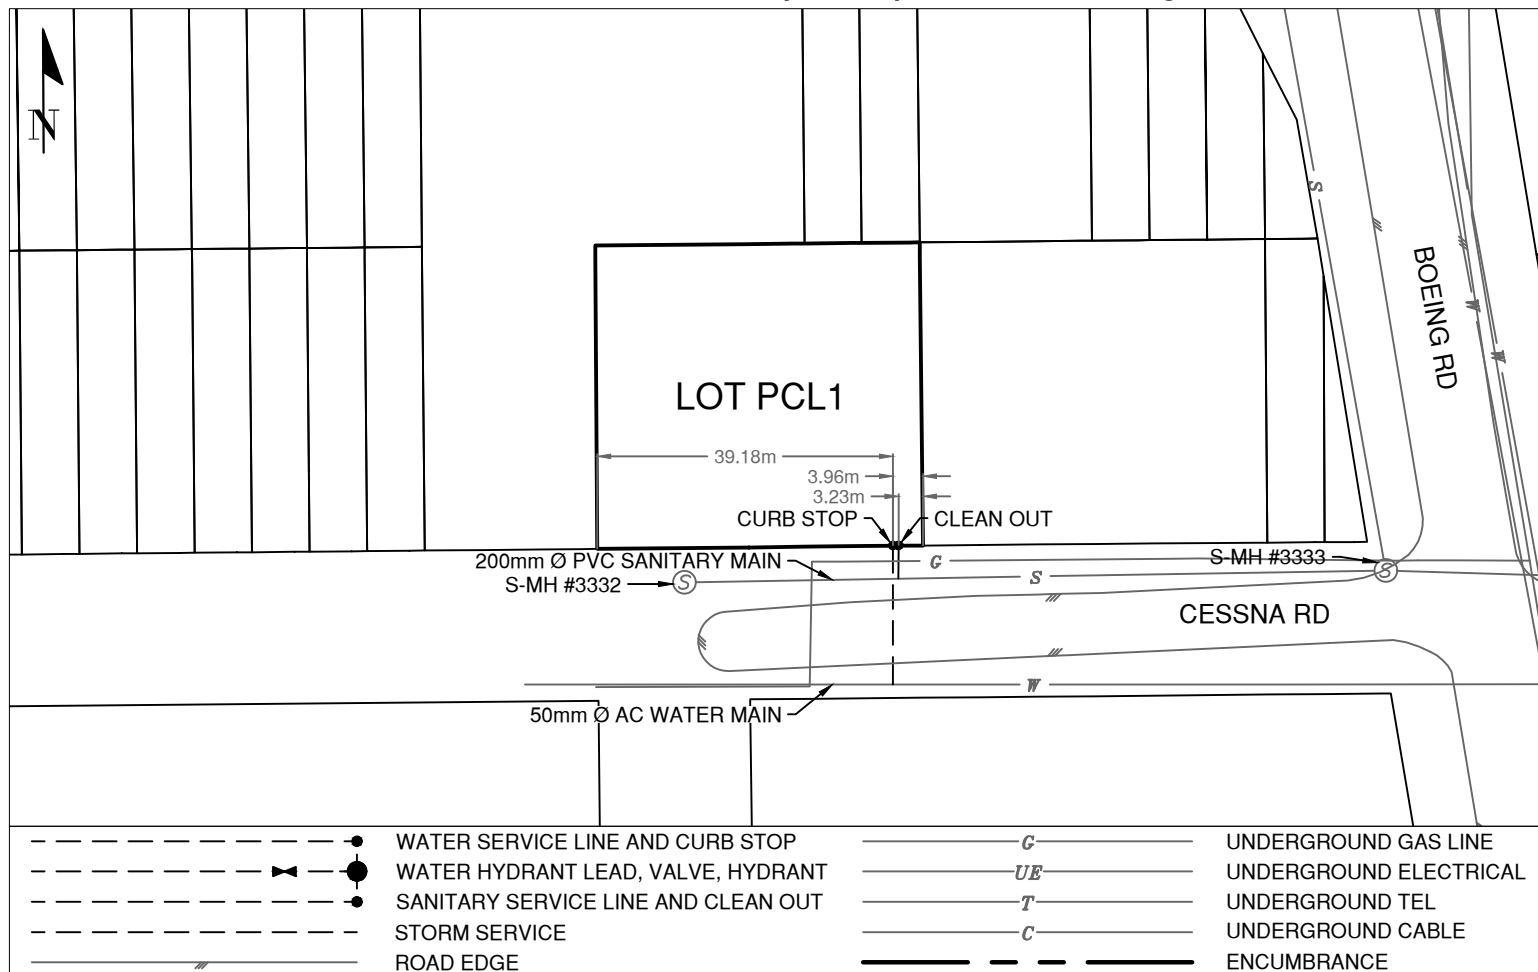 N
S
BOEING RD
W
W
LOT PCL1
39.18m
3.96m
3.23m
CURB STOP
CLEAN OUT
200mm Ø PVC SANITARY MAIN
G
S-MH #3333
S-MH #3332
S
S
S
CESSNA RD
W
50mm Ø AC WATER MAIN
WATER SERVICE LINE AND CURB STOP
G
UNDERGROUND GAS LINE
WATER HYDRANT LEAD, VALVE, HYDRANT
UE
UNDERGROUND ELECTRICAL
SANITARY SERVICE LINE AND CLEAN OUT
T
UNDERGROUND TEL
STORM SERVICE
C
UNDERGROUND CABLE
ROAD EDGE
ENCUMBRANCE